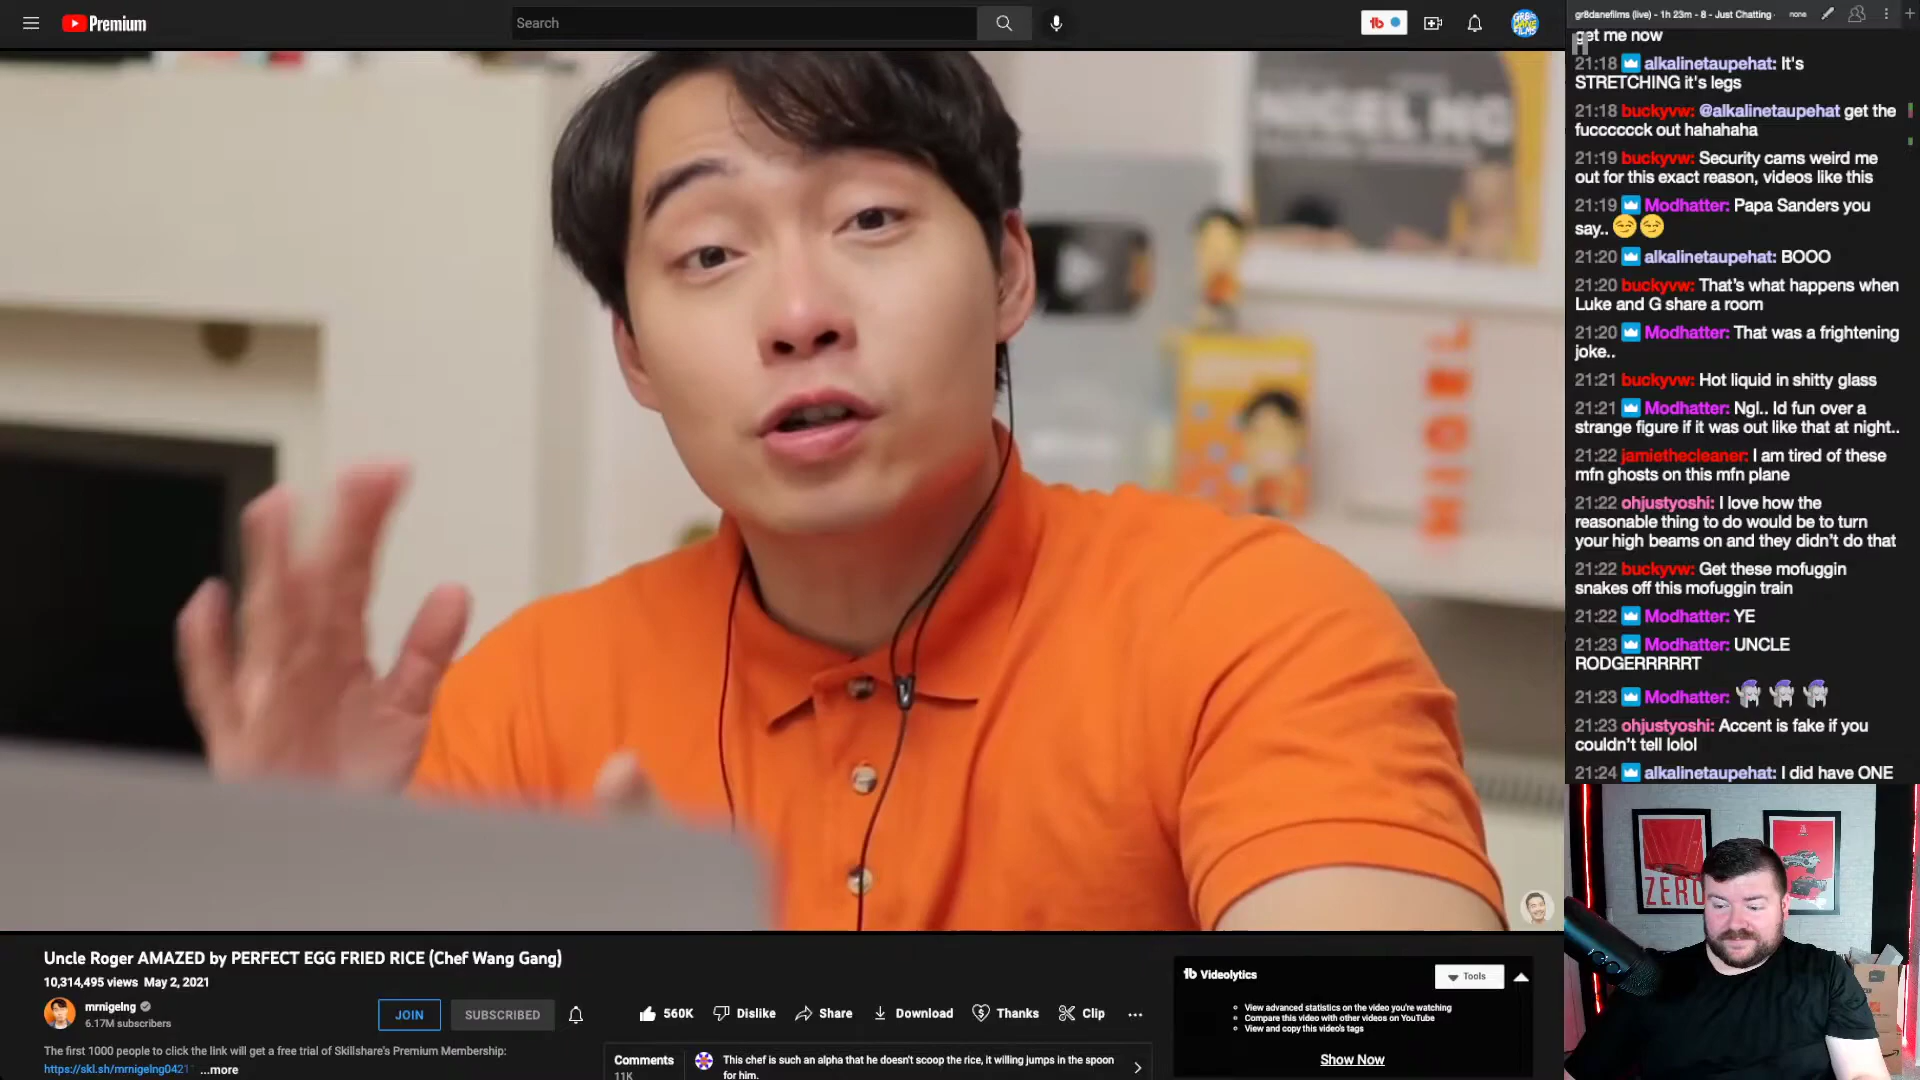 Premium
Search
NIGEL NG
NIGEL
Uncle Roger AMAZED by PERFECT EGG FRIED RICE (Chef Wang Gang)
10,314,495 views May 2, 2021
mrnigelng
6.17M subscribers
JOIN
SUBSCRIBED
560K
Dislike
Share
Download
Thanks
Clip
The first 1000 people to click the link will get a free trial of Skillshare's Premium Membership:
https://skl.sh/mrnigelng0421
...more
Comments
11K
This chef is such an alpha that he doesn't scoop the rice, it willing jumps in the spoon
for him.
Videolytics
Tools
View advanced statistics on the video you're watching
Compare this video with other videos on YouTube
View and copy this video's tags
Show Now
gr8danefilms (live) - 1h 23m - 8 - Just Chatting
none
get me now
21:18 alkalinetaupehat: It's
STRETCHING it's legs
21:18 buckyvw: @alkalinetaupehat get the
fucccccck out hahahaha
21:19 buckyvw: Security cams weird me
out for this exact reason, videos like this
21:19 Modhatter: Papa Sanders you
say.. 😏😏
21:20 alkalinetaupehat: BOOO
21:20 buckyvw: That's what happens when
Luke and G share a room
21:20 Modhatter: That was a frightening
joke..
21:21 buckyvw: Hot liquid in shitty glass
21:21 Modhatter: Ngl.. Id fun over a
strange figure if it was out like that at night..
21:22 jamiethecleaner: I am tired of these
mfn ghosts on this mfn plane
21:22 ohjustyoshi: I love how the
reasonable thing to do would be to turn
your high beams on and they didn't do that
21:22 buckyvw: Get these mofuggin
snakes off this mofuggin train
21:22 Modhatter: YE
21:23 Modhatter: UNCLE
RODGERRRRRT
21:23 Modhatter:
21:23 ohjustyoshi: Accent is fake if you
couldn't tell lolol
21:24 alkalinetaupehat: I did have ONE
ZERO